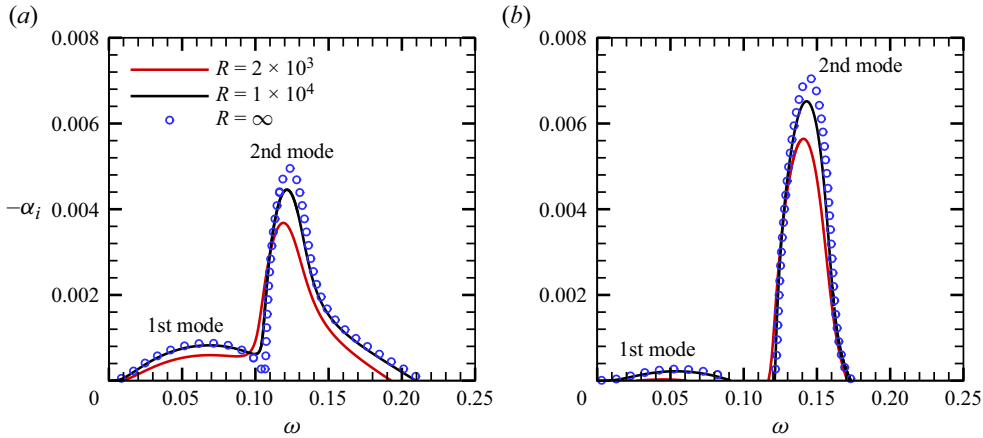 (a)
0.008
R = 2 × 10³
R = 1 × 10⁴
R = ∞
0.006
2nd mode
−αᵢ 0.004
0.002
1st mode
0 0.05 0.10 0.15 0.20 0.25
ω
(b)
0.008
2nd mode
0.006
0.004
0.002
1st mode
0 0.05 0.10 0.15 0.20 0.25
ω